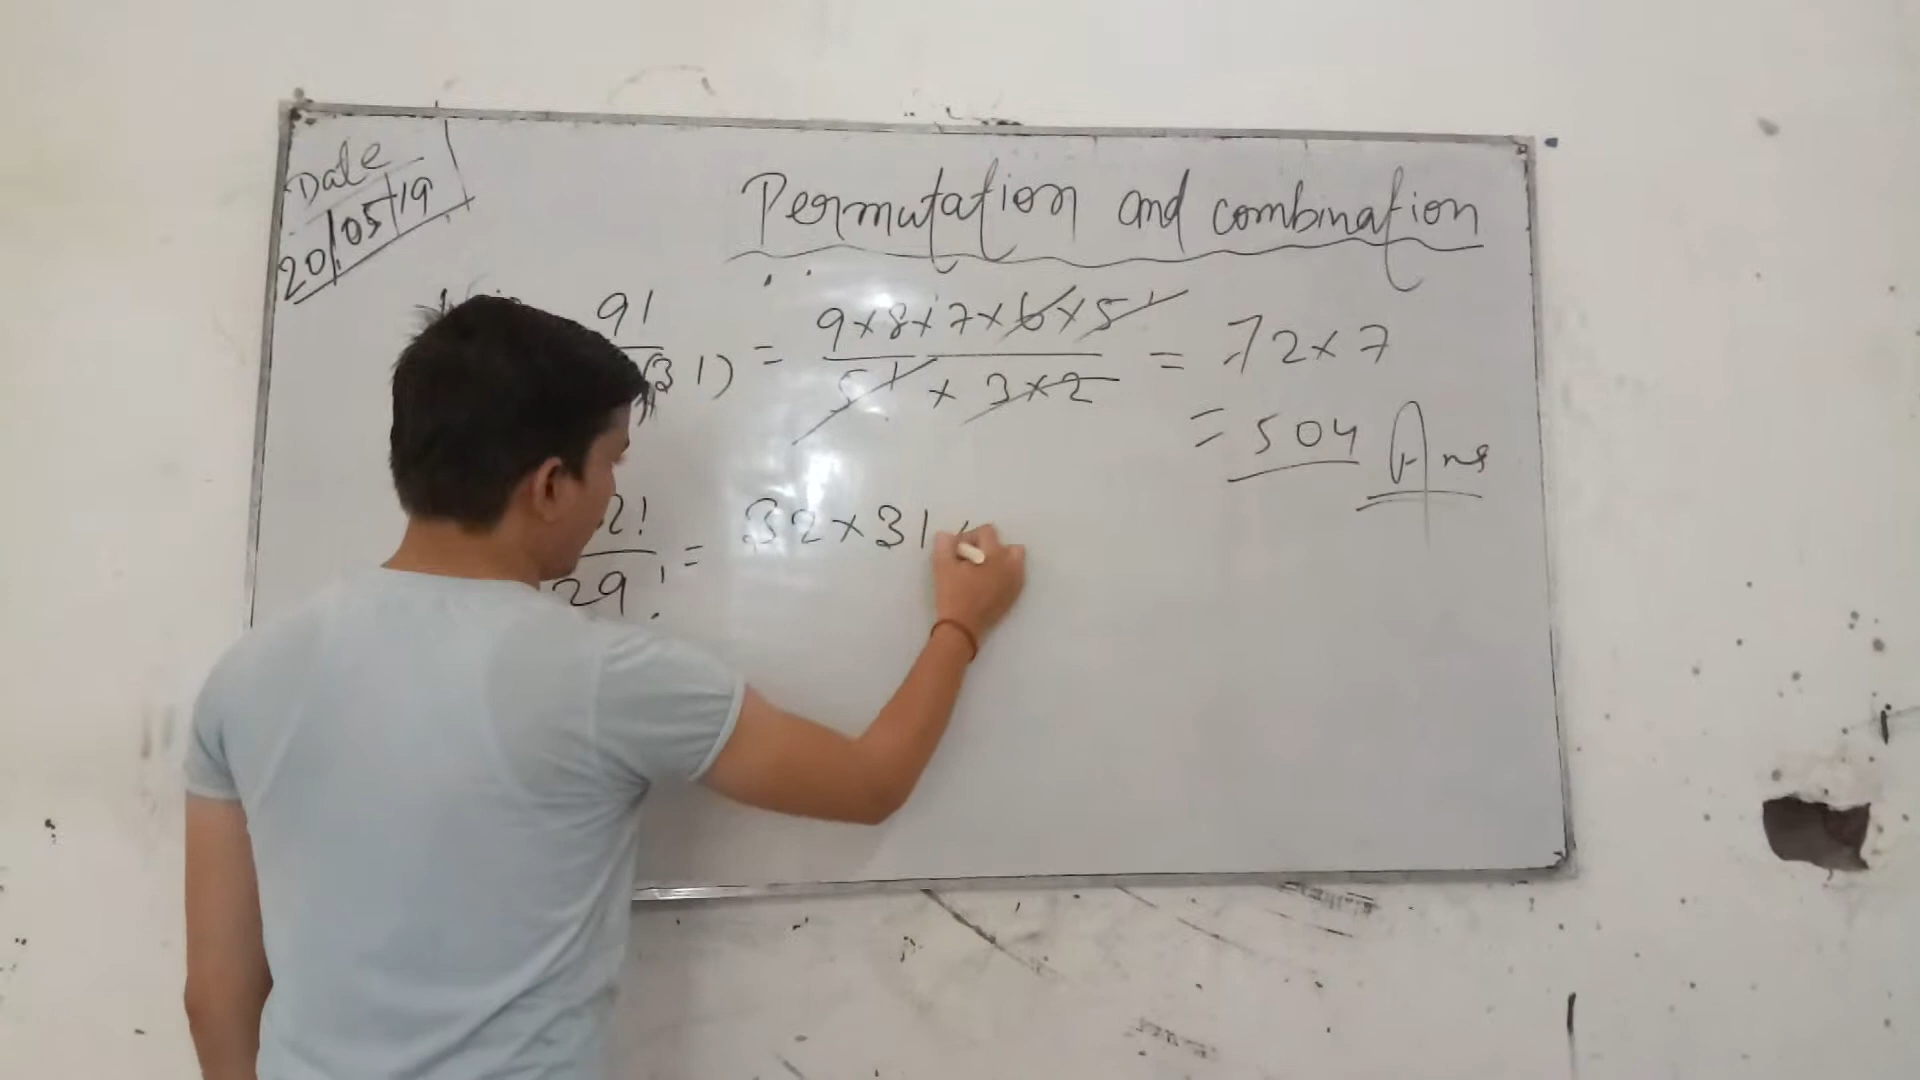 Date
20/05/19
Permutation and combination
9! (3!) = 9×8×7×6×5! / 5! × 3×2 = 72×7
= 504 Ans
2! / 29! = 32×31